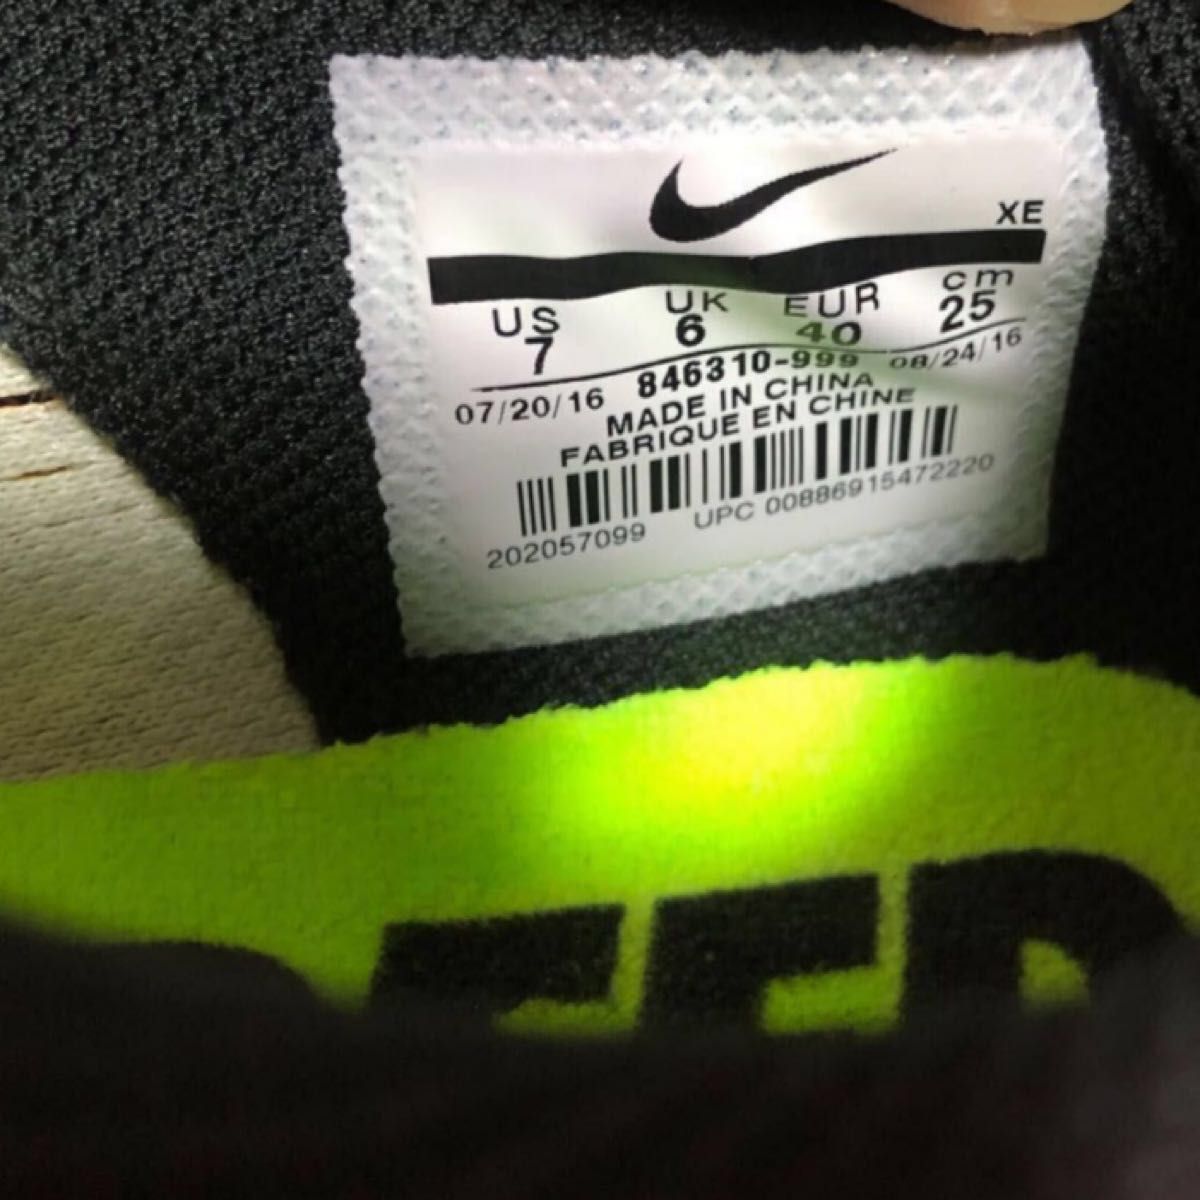 XE
US UK EUR cm
7 6 40 25
07/20/16 846310-999 08/24/16
MADE IN CHINA
FABRIQUE EN CHINE
202057099 UPC 00886915472220